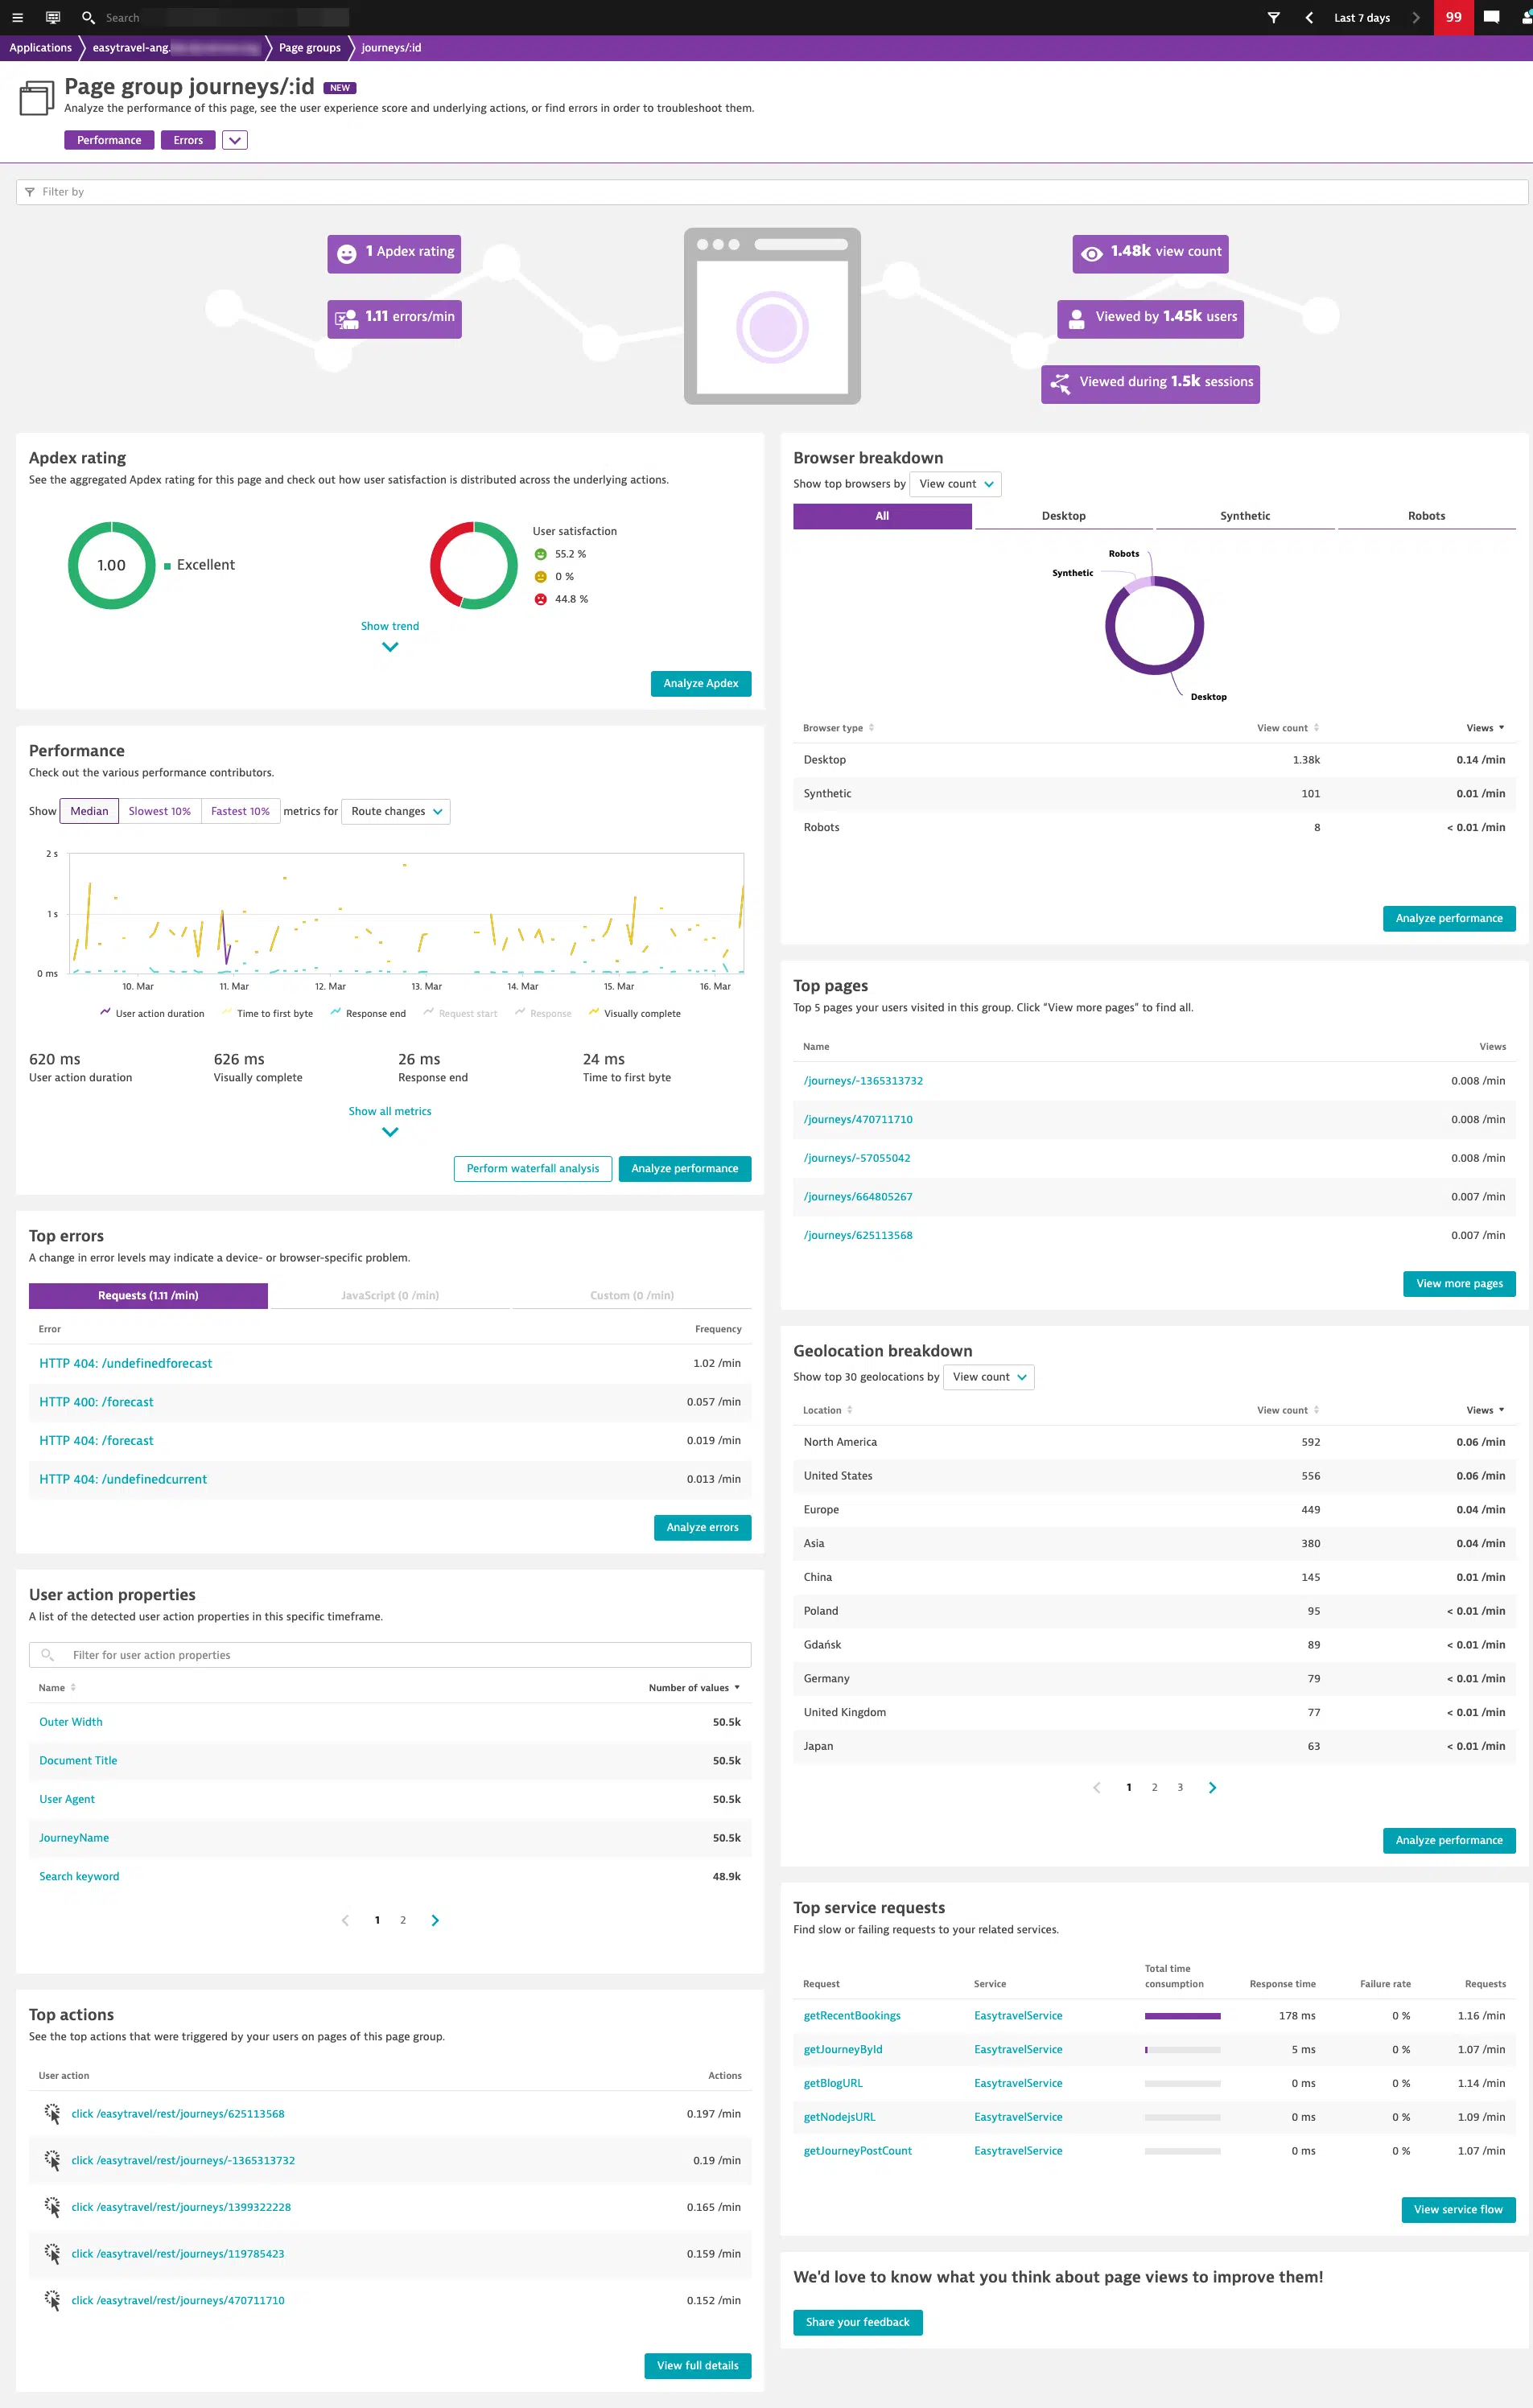 Search
Last 7 days
99
Applications
easytravel-ang.
Page groups
journeys/:id
Page group journeys/:id NEW
Analyze the performance of this page, see the user experience score and underlying actions, or find errors in order to troubleshoot them.
Performance
Errors
Filter by
1 Apdex rating
1.11 errors/min
1.48k view count
Viewed by 1.45k users
Viewed during 1.5k sessions
Apdex rating
See the aggregated Apdex rating for this page and check out how user satisfaction is distributed across the underlying actions.
1.00
Excellent
User satisfaction
55.2 %
0 %
44.8 %
Show trend
Analyze Apdex
Performance
Check out the various performance contributors.
Show Median Slowest 10% Fastest 10% metrics for Route changes
2 s
1 s
0 ms
10. Mar 11. Mar 12. Mar 13. Mar 14. Mar 15. Mar 16. Mar
User action duration Time to first byte Response end Request start Response Visually complete
620 ms 626 ms 26 ms 24 ms
User action duration Visually complete Response end Time to first byte
Show all metrics
Perform waterfall analysis Analyze performance
Top errors
A change in error levels may indicate a device- or browser-specific problem.
Requests (1.11 /min) JavaScript (0 /min) Custom (0 /min)
Error Frequency
HTTP 404: /undefinedforecast 1.02 /min
HTTP 400: /forecast 0.057 /min
HTTP 404: /forecast 0.019 /min
HTTP 404: /undefinedcurrent 0.013 /min
Analyze errors
User action properties
A list of the detected user action properties in this specific timeframe.
Filter for user action properties
Name Number of values
Outer Width 50.5k
Document Title 50.5k
User Agent 50.5k
JourneyName 50.5k
Search keyword 48.9k
1 2
Top actions
See the top actions that were triggered by your users on pages of this page group.
User action Actions
click /easytravel/rest/journeys/625113568 0.197 /min
click /easytravel/rest/journeys/-1365313732 0.19 /min
click /easytravel/rest/journeys/1399322228 0.165 /min
click /easytravel/rest/journeys/119785423 0.159 /min
click /easytravel/rest/journeys/470711710 0.152 /min
View full details
Browser breakdown
Show top browsers by View count
All Desktop Synthetic Robots
Robots
Synthetic
Desktop
Browser type View count Views
Desktop 1.38k 0.14 /min
Synthetic 101 0.01 /min
Robots 8 < 0.01 /min
Analyze performance
Top pages
Top 5 pages your users visited in this group. Click “View more pages” to find all.
Name Views
/journeys/-1365313732 0.008 /min
/journeys/470711710 0.008 /min
/journeys/-57055042 0.008 /min
/journeys/664805267 0.007 /min
/journeys/625113568 0.007 /min
View more pages
Geolocation breakdown
Show top 30 geolocations by View count
Location View count Views
North America 592 0.06 /min
United States 556 0.06 /min
Europe 449 0.04 /min
Asia 380 0.04 /min
China 145 0.01 /min
Poland 95 < 0.01 /min
Gdańsk 89 < 0.01 /min
Germany 79 < 0.01 /min
United Kingdom 77 < 0.01 /min
Japan 63 < 0.01 /min
1 2 3
Analyze performance
Top service requests
Find slow or failing requests to your related services.
Request Service Total time consumption Response time Failure rate Requests
getRecentBookings EasytravelService 178 ms 0 % 1.16 /min
getJourneyById EasytravelService 5 ms 0 % 1.07 /min
getBlogURL EasytravelService 0 ms 0 % 1.14 /min
getNodejsURL EasytravelService 0 ms 0 % 1.09 /min
getJourneyPostCount EasytravelService 0 ms 0 % 1.07 /min
View service flow
We'd love to know what you think about page views to improve them!
Share your feedback